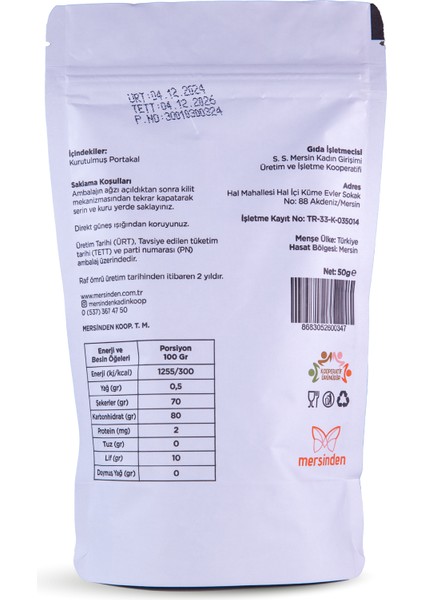 ÜRT:04.12.2024
TETT:04.12.2026
P.NO:30010300324
İçindekiler:
Kurutulmuş Portakal
Saklama Koşulları
Ambalajın ağzı açıldıktan sonra kilit
mekanizmasından tekrar kapatarak
serin ve kuru yerde saklayınız.
Direkt güneş ışığından koruyunuz.
Üretim Tarihi (ÜRT), Tavsiye edilen tüketim
tarihi (TETT) ve parti numarası (PN)
ambalaj üzerindedir.
Raf ömrü üretim tarihinden itibaren 2 yıldır.
www.mersinden.com.tr
mersindenkadinkoop
0 (537) 367 47 50
MERSİNDEN KOOP. T. M.
Enerji ve Besin Öğeleri Porsiyon 100 Gr
Enerji (kj/kcal) 1255/300
Yağ (gr) 0,5
Şekerler (gr) 70
Karbonhidrat (gr) 80
Protein (mg) 2
Tuz (gr) 0
Lif (gr) 10
Doymuş Yağ (gr) 0
Gıda İşletmecisi
S. S. Mersin Kadın Girişimi
Üretim ve İşletme Kooperatifi
Adres
Hal Mahallesi Hal İçi Küme Evler Sokak
No: 88 Akdeniz/Mersin
İşletme Kayıt No: TR-33-K-035014
Menşe Ülke: Türkiye
Hasat Bölgesi: Mersin
Net: 50g e
8683052600347
KOOPERATİF
ÜRÜNÜDÜR
mersinden